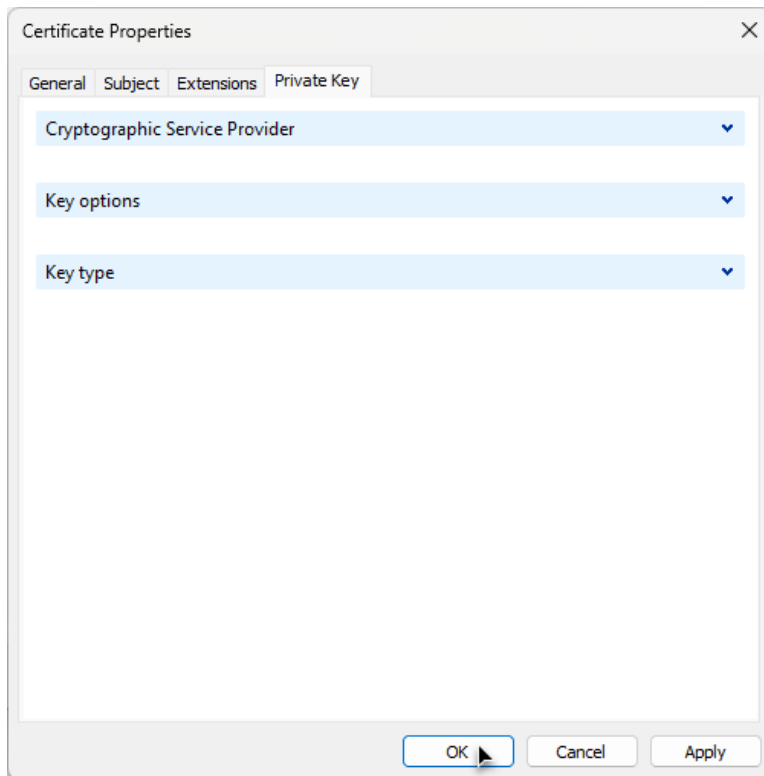 Certificate Properties
General Subject Extensions Private Key
Cryptographic Service Provider
Key options
Key type
OK Cancel Apply